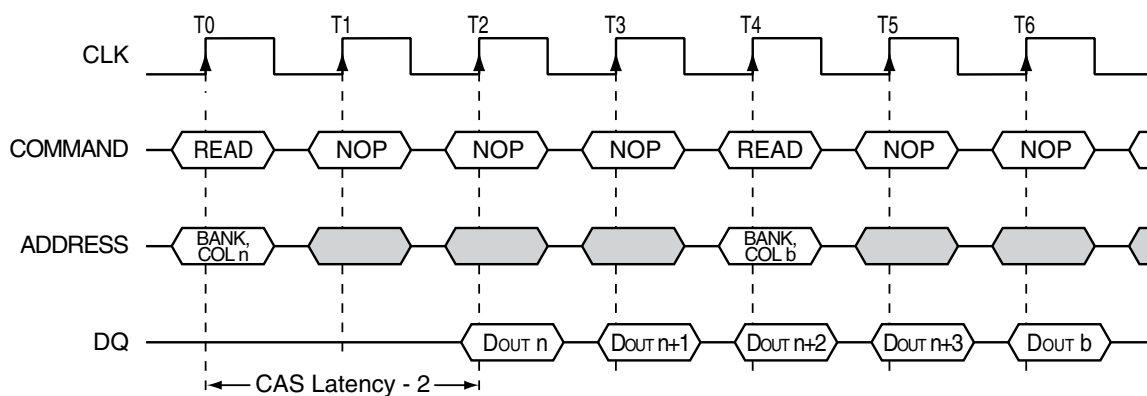 T0 T1 T2 T3 T4 T5 T6
CLK
COMMAND READ NOP NOP NOP READ NOP NOP
ADDRESS
BANK,
COL n
BANK,
COL b
DQ DOUT n DOUT n+1 DOUT n+2 DOUT n+3 DOUT b
CAS Latency - 2